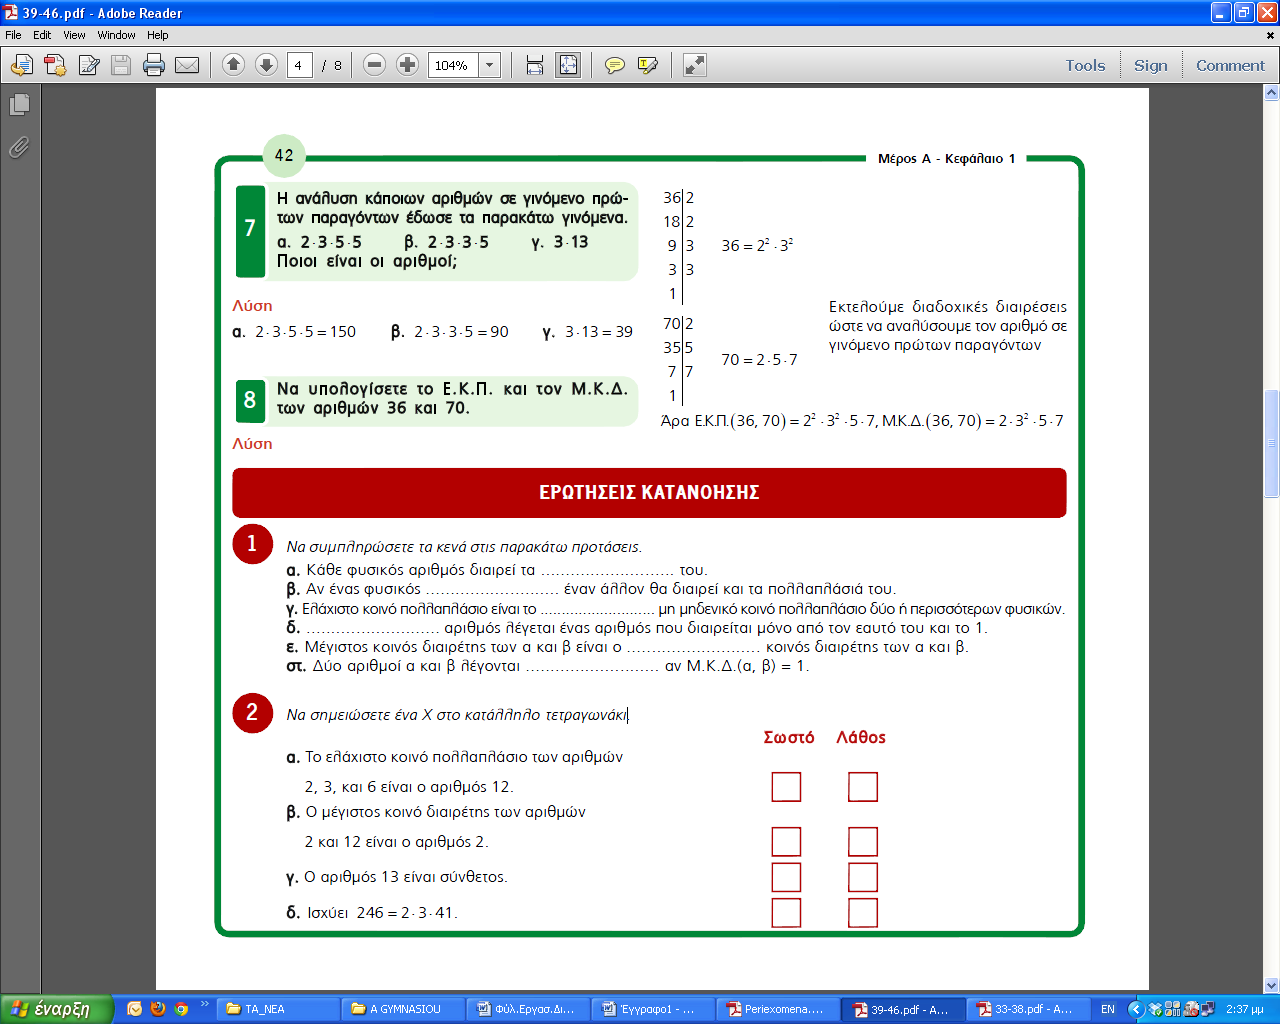 39-46.pdf - Adobe Reader
File Edit View Window Help
4 / 8 104% Tools Sign Comment
42
Μέρος Α - Κεφάλαιο 1
7
Η ανάλυση κάποιων αριθμών σε γινόμενο πρώ-
των παραγόντων έδωσε τα παρακάτω γινόμενα.
α. 2·3·5·5 β. 2·3·3·5 γ. 3·13
Ποιοι είναι οι αριθμοί;
Λύση
α. 2·3·5·5 = 150 β. 2·3·3·5 = 90 γ. 3·13 = 39
8
Να υπολογίσετε το Ε.Κ.Π. και τον Μ.Κ.Δ.
των αριθμών 36 και 70.
Λύση
36 2
18 2
9 3 36 = 2² · 3²
3 3
1
70 2
35 5
7 7 70 = 2·5·7
1
Εκτελούμε διαδοχικές διαιρέσεις
ώστε να αναλύσουμε τον αριθμό σε
γινόμενο πρώτων παραγόντων
Άρα Ε.Κ.Π.(36, 70) = 2² · 3² · 5 · 7, Μ.Κ.Δ.(36, 70) = 2 · 3² · 5 · 7
ΕΡΩΤΗΣΕΙΣ ΚΑΤΑΝΟΗΣΗΣ
1
Να συμπληρώσετε τα κενά στις παρακάτω προτάσεις.
α. Κάθε φυσικός αριθμός διαιρεί τα ........................... του.
β. Αν ένας φυσικός ........................... έναν άλλον θα διαιρεί και τα πολλαπλάσιά του.
γ. Ελάχιστο κοινό πολλαπλάσιο είναι το ........................... μη μηδενικό κοινό πολλαπλάσιο δύο ή περισσότερων φυσικών.
δ. ........................... αριθμός λέγεται ένας αριθμός που διαιρείται μόνο από τον εαυτό του και το 1.
ε. Μέγιστος κοινός διαιρέτης των α και β είναι ο ........................... κοινός διαιρέτης των α και β.
στ. Δύο αριθμοί α και β λέγονται ........................... αν Μ.Κ.Δ.(α, β) = 1.
2
Να σημειώσετε ένα Χ στο κατάλληλο τετραγωνάκι.
Σωστό Λάθος
α. Το ελάχιστο κοινό πολλαπλάσιο των αριθμών
2, 3, και 6 είναι ο αριθμός 12.
β. Ο μέγιστος κοινό διαιρέτης των αριθμών
2 και 12 είναι ο αριθμός 2.
γ. Ο αριθμός 13 είναι σύνθετος.
δ. Ισχύει 246 = 2·3·41.
έναρξη » TA_NEA A GYMNASIOU Φύλ.Εργασ.Δι... Έγγραφο1 - ... Periexomena.... 39-46.pdf - A... 33-38.pdf - A... EN 2:37 μμ